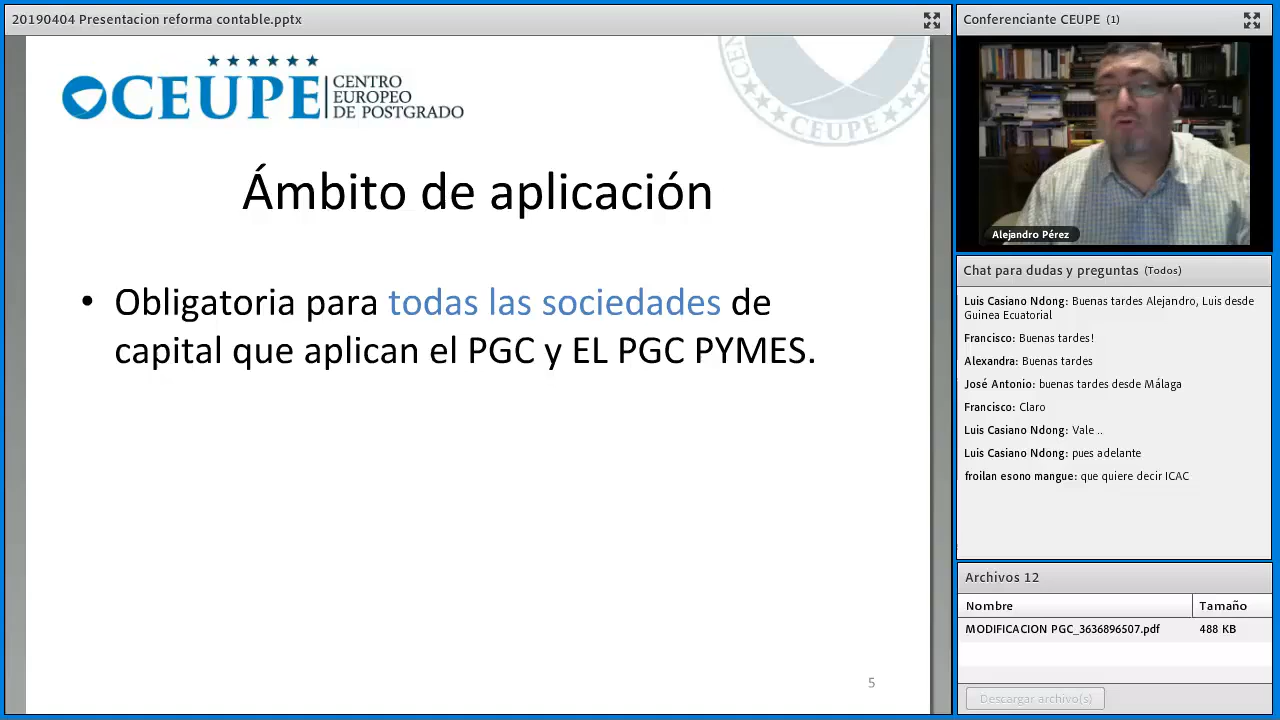 20190404 Presentacion reforma contable.pptx
CEUPE
CENTRO
EUROPEO
DE POSTGRADO
CEUPE
Ámbito de aplicación
• Obligatoria para todas las sociedades de
capital que aplican el PGC y EL PGC PYMES.
5
Conferenciante CEUPE (1)
Alejandro Pérez
Chat para dudas y preguntas (Todos)
Luis Casiano Ndong: Buenas tardes Alejandro, Luis desde
Guinea Ecuatorial
Francisco: Buenas tardes!
Alexandra: Buenas tardes
José Antonio: buenas tardes desde Málaga
Francisco: Claro
Luis Casiano Ndong: Vale ..
Luis Casiano Ndong: pues adelante
froilan esono mangue: que quiere decir ICAC
Archivos 12
Nombre Tamaño
MODIFICACION PGC_3636896507.pdf 488 KB
Descargar archivo(s)